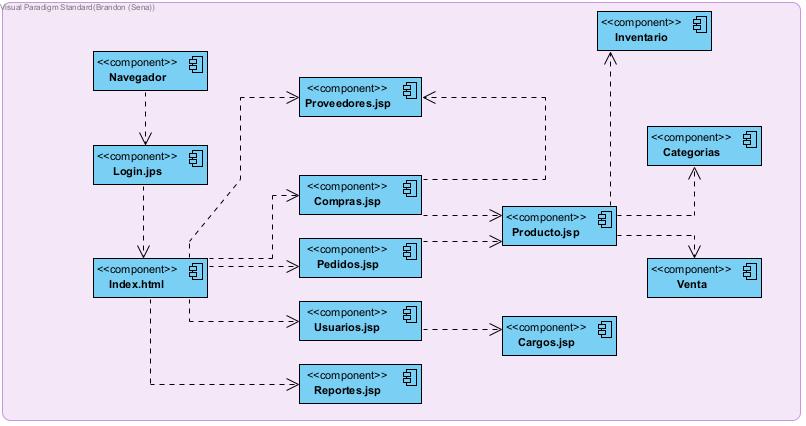 Visual Paradigm Standard(Brandon (Sena))
<<component>>
Inventario
<<component>>
Navegador
<<component>>
Proveedores.jsp
<<component>>
Categorias
<<component>>
Login.jps
<<component>>
Compras.jsp
<<component>>
Producto.jsp
<<component>>
Pedidos.jsp
<<component>>
Index.html
<<component>>
Venta
<<component>>
Usuarios.jsp
<<component>>
Cargos.jsp
<<component>>
Reportes.jsp